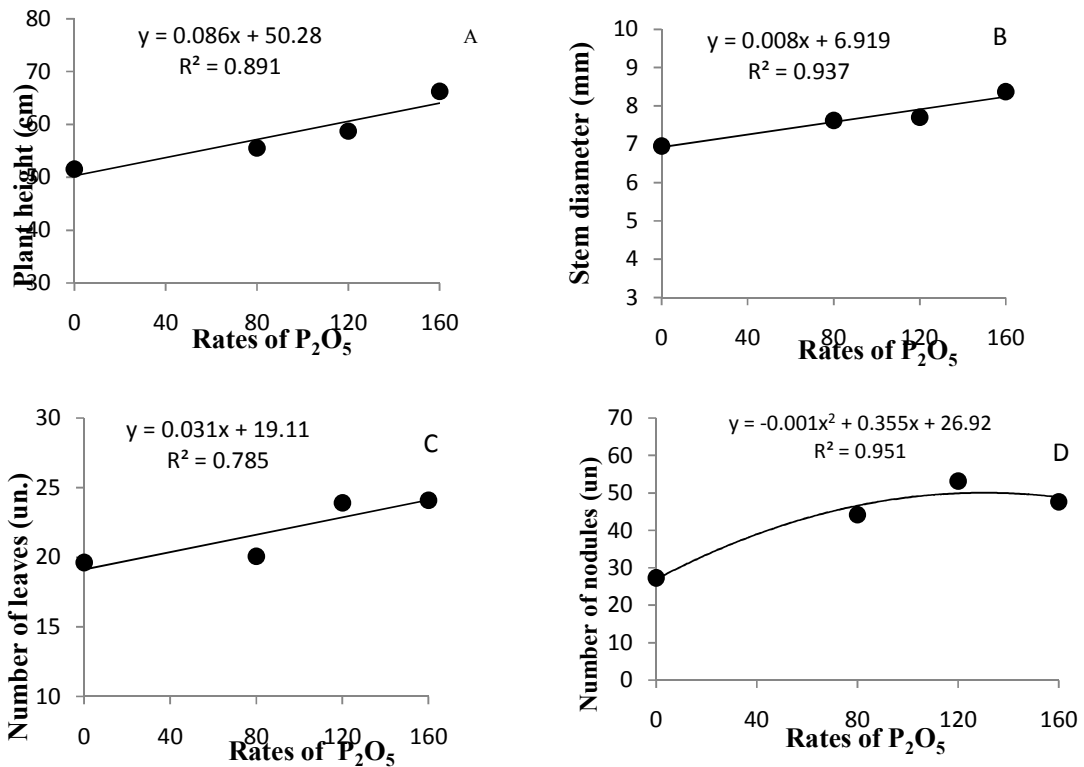 80
70
60
50
40
30
Plant height (cm)
y = 0.086x + 50.28
R² = 0.891
A
0 40 80 120 160
Rates of P₂O₅
10
9
8
7
6
5
4
3
Stem diameter (mm)
y = 0.008x + 6.919
R² = 0.937
B
0 40 80 120 160
Rates of P₂O₅
30
25
20
15
10
Number of leaves (un.)
y = 0.031x + 19.11
R² = 0.785
C
0 40 80 120 160
Rates of P₂O₅
70
60
50
40
30
20
10
0
Number of nodules (un)
y = -0.001x² + 0.355x + 26.92
R² = 0.951
D
0 40 80 120 160
Rates of P₂O₅